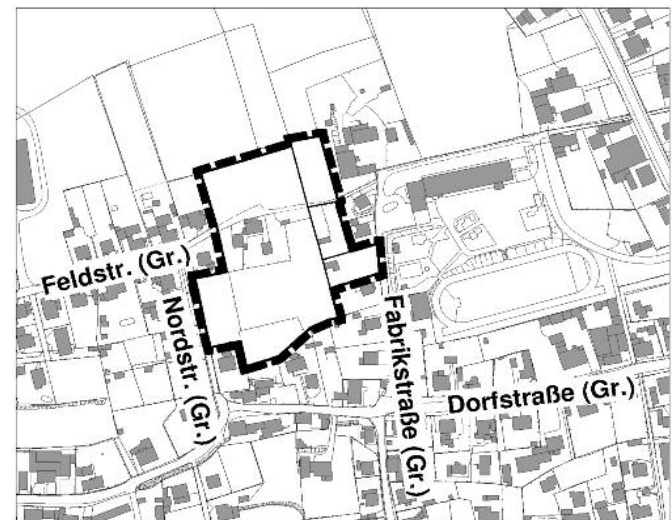 Feldstr. (Gr.)
Nordstr. (Gr.)
Fabrikstraße (Gr.)
Dorfstraße (Gr.)